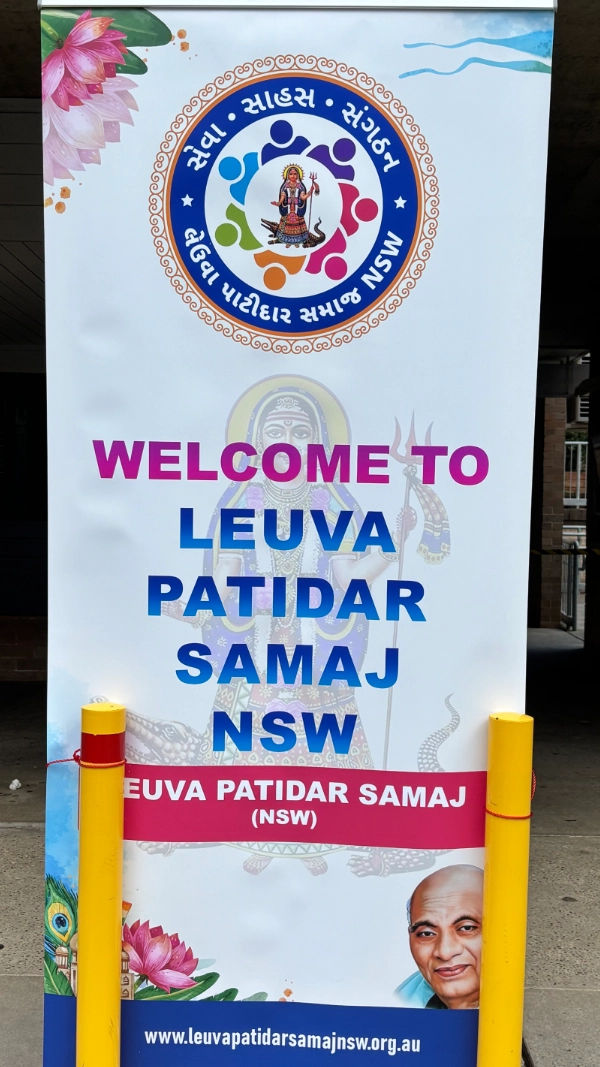 સેવા • સાહસ • સંગઠન
લેઉવા પાટીદાર સમાજ NSW
WELCOME TO
LEUVA
PATIDAR
SAMAJ
NSW
EUVA PATIDAR SAMAJ
(NSW)
www.leuvapatidarsamajnsw.org.au